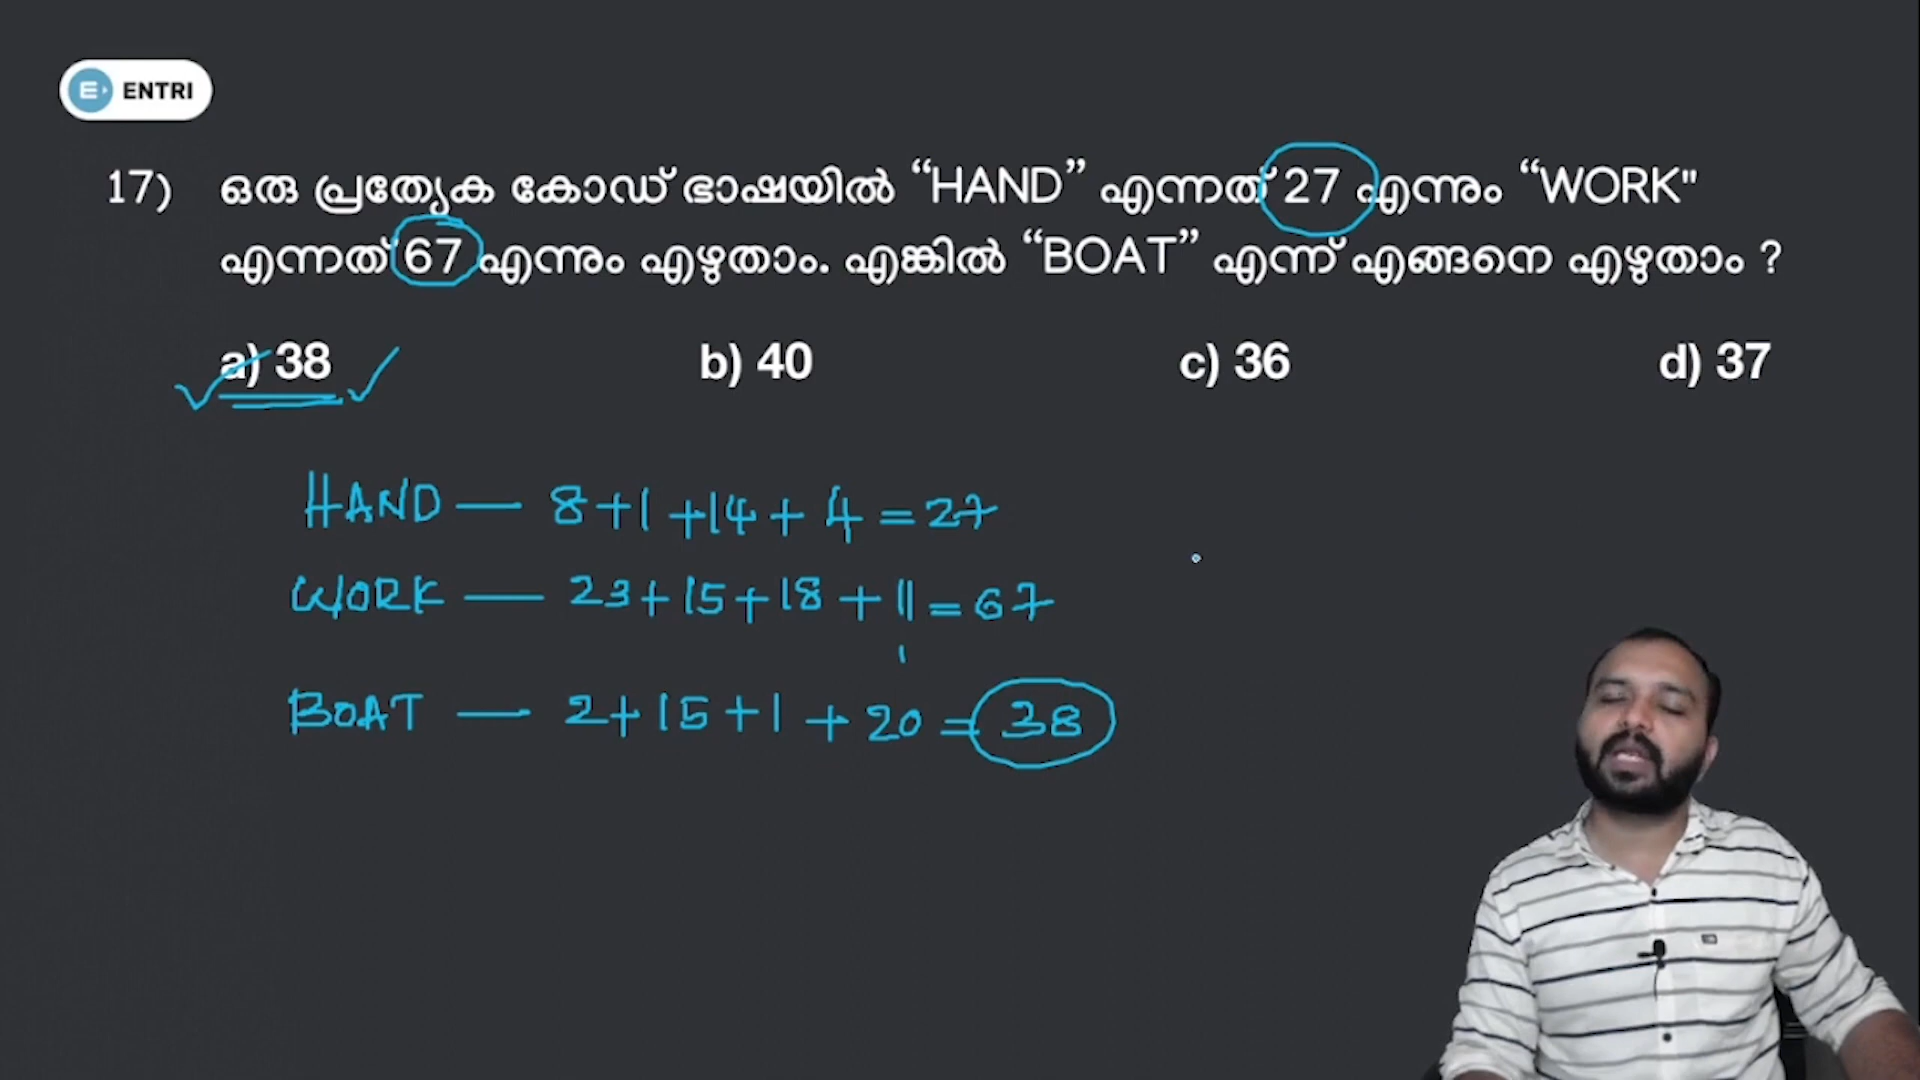 ENTRI
17) ഒരു പ്രത്യേക കോഡ് ഭാഷയിൽ “HAND” എന്നത് 27 എന്നും “WORK"
എന്നത് 67 എന്നും എഴുതാം. എങ്കിൽ “BOAT” എന്ന് എങ്ങനെ എഴുതാം ?
a) 38 b) 40 c) 36 d) 37
HAND — 8+1+14+4=27
WORK — 23+15+18+11=67
BOAT — 2+15+1+20=38